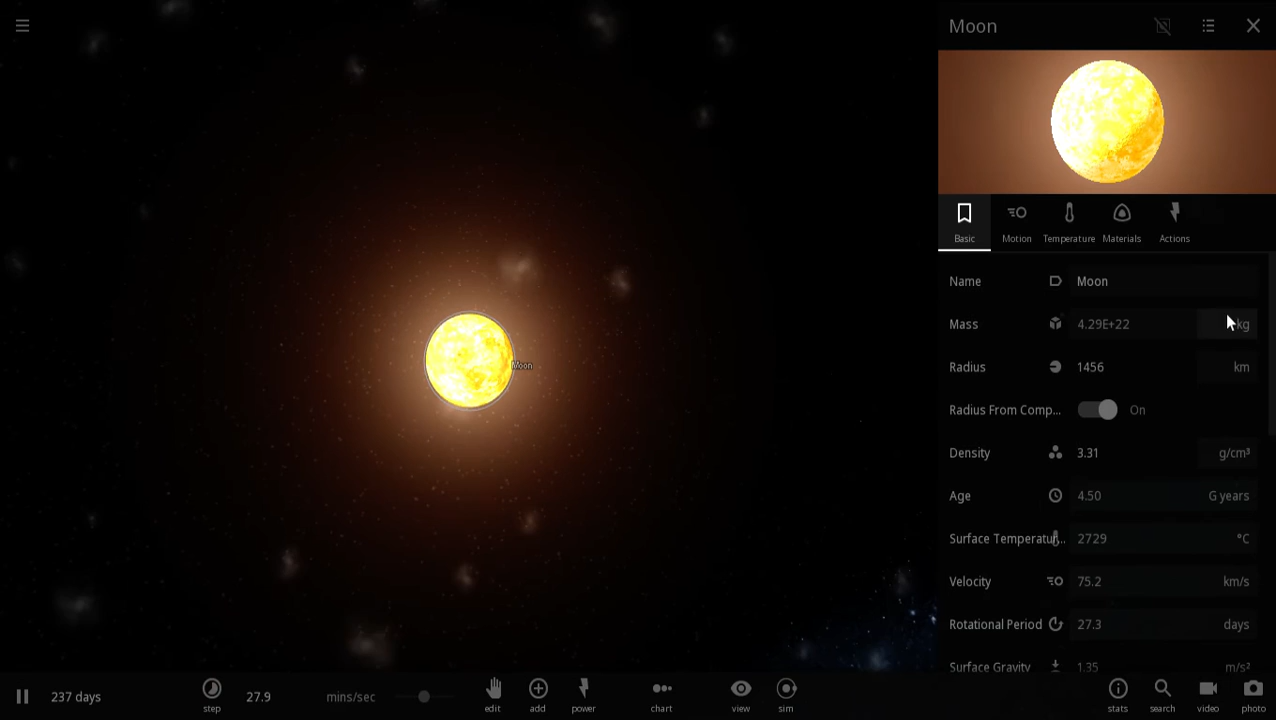 Moon
Basic
Motion
Temperature
Materials
Actions
Name
Moon
Mass
4.29E+22
kg
Radius
1456
km
Radius From Comp...
On
Density
3.31
g/cm³
Age
4.50
G years
Surface Temperatur...
2729
°C
Velocity
75.2
km/s
Rotational Period
27.3
days
Surface Gravity
1.35
m/s²
Moon
237 days
step
27.9
mins/sec
edit
add
power
chart
view
sim
stats
search
video
photo